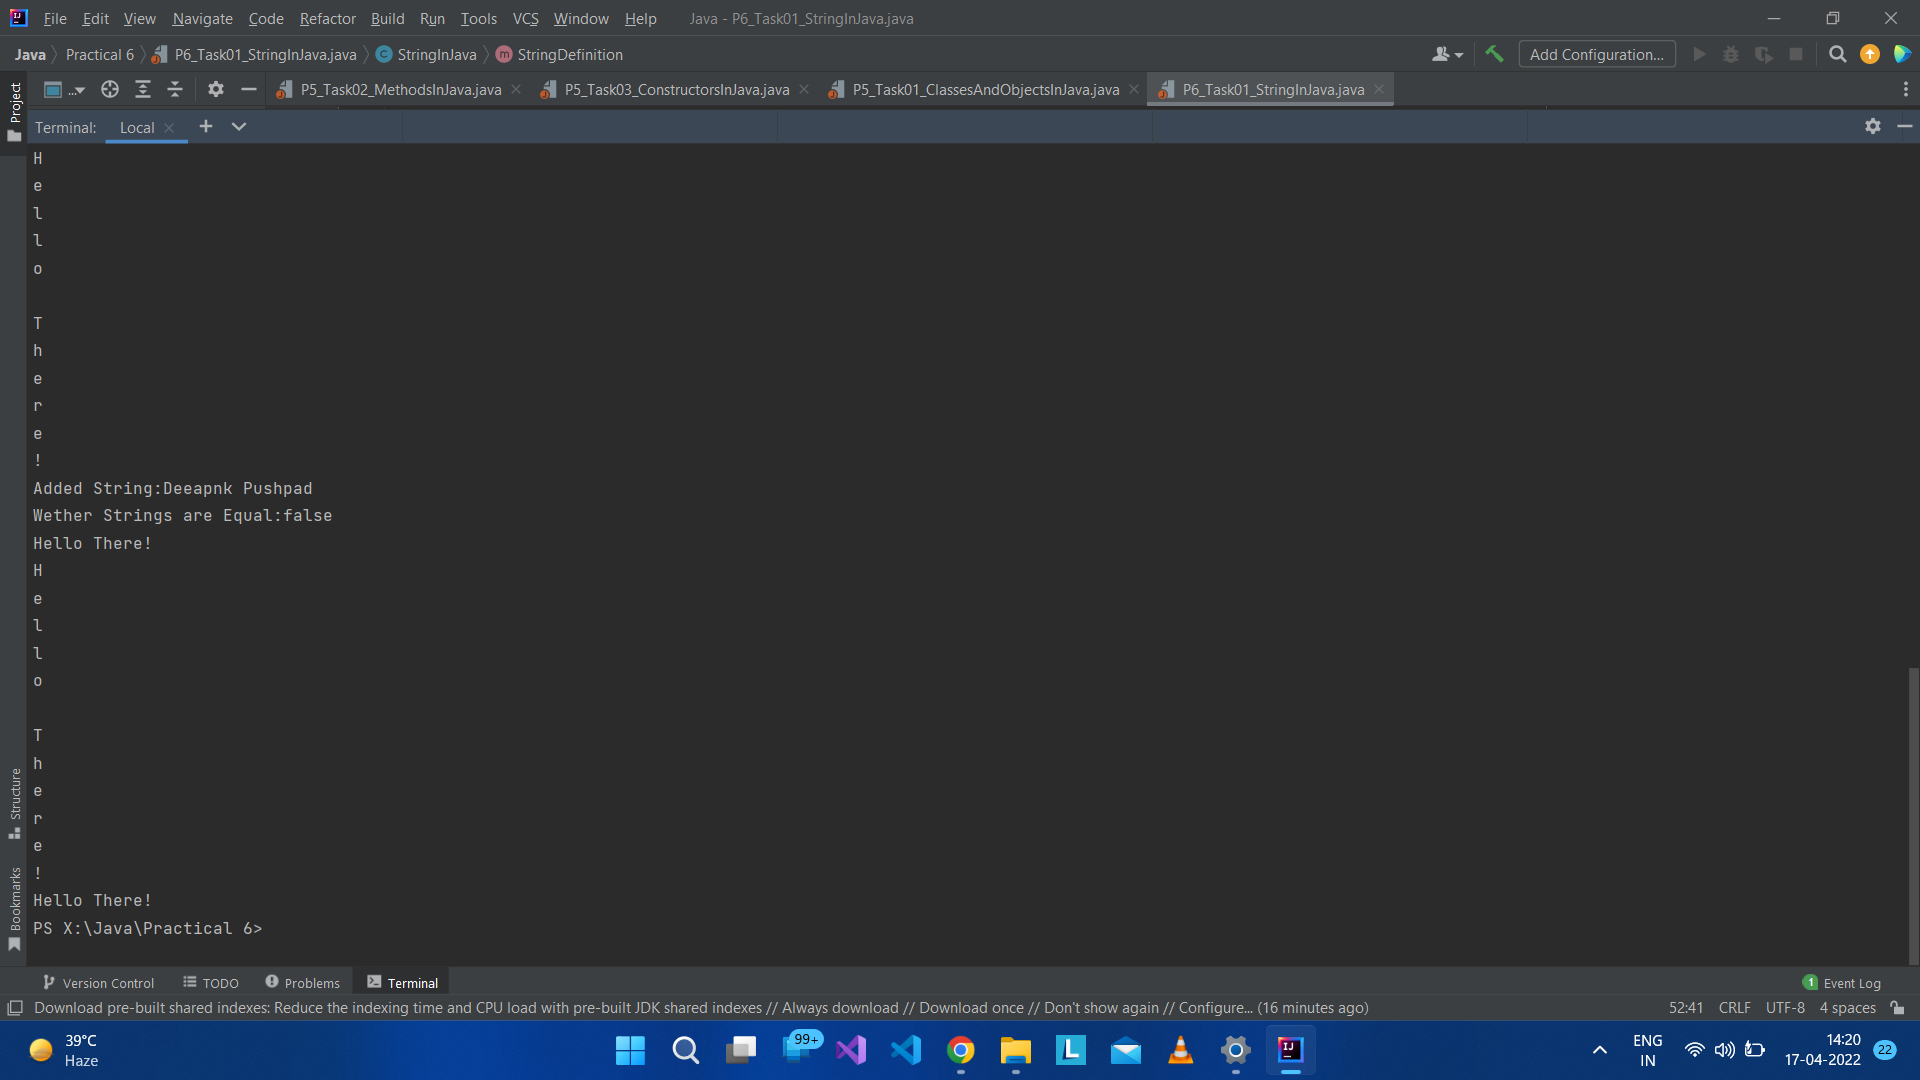 File Edit View Navigate Code Refactor Build Run Tools VCS Window Help Java - P6_Task01_StringInJava.java
Java Practical 6 P6_Task01_StringInJava.java StringInJava StringDefinition Add Configuration...
... P5_Task02_MethodsInJava.java P5_Task03_ConstructorsInJava.java P5_Task01_ClassesAndObjectsInJava.java P6_Task01_StringInJava.java
Project
Terminal: Local
H
e
l
l
o
T
h
e
r
e
!
Added String:Deeapnk Pushpad
Wether Strings are Equal:false
Hello There!
H
e
l
l
o
T
h
e
r
e
!
Hello There!
PS X:\Java\Practical 6>
Structure
Bookmarks
Version Control TODO Problems Terminal 1 Event Log
Download pre-built shared indexes: Reduce the indexing time and CPU load with pre-built JDK shared indexes // Always download // Download once // Don't show again // Configure... (16 minutes ago) 52:41 CRLF UTF-8 4 spaces
39°C
Haze
99+
L
IJ
ENG
IN
14:20
17-04-2022
22